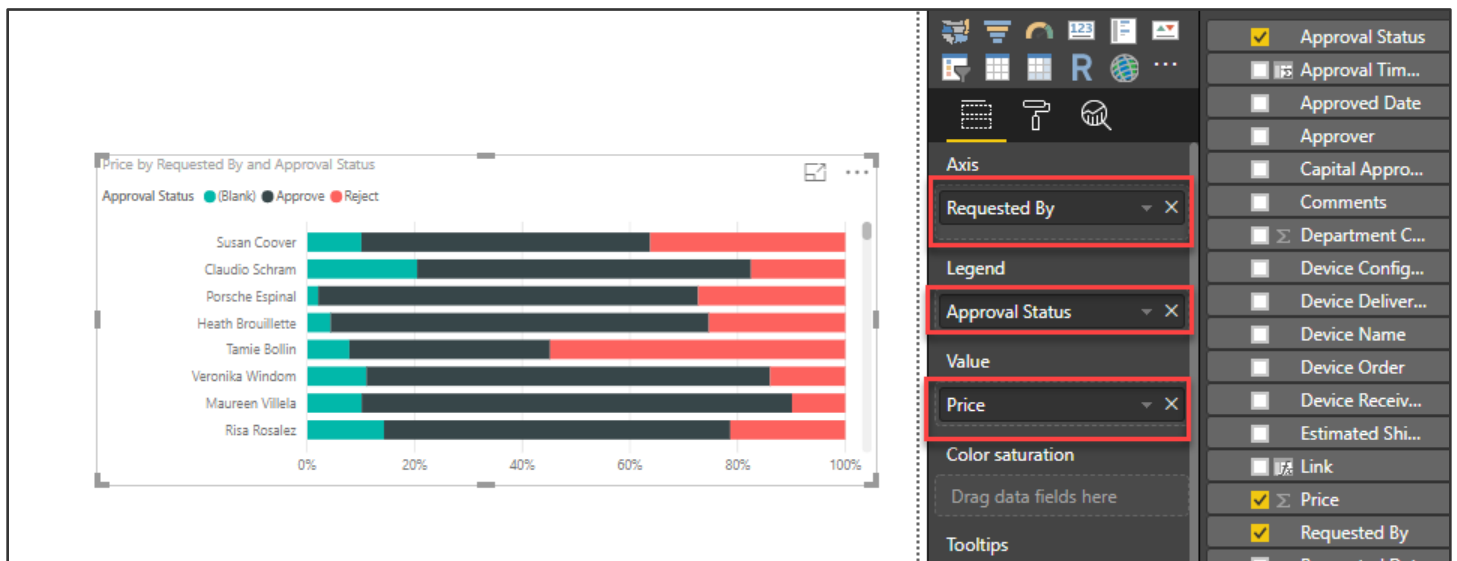 Price by Requested By and Approval Status
Approval Status (Blank) Approve Reject
Susan Coover
Claudio Schram
Porsche Espinal
Heath Brouillette
Tamie Bollin
Veronika Windom
Maureen Villela
Risa Rosalez
0% 20% 40% 60% 80% 100%
123
R
Axis
Requested By
Legend
Approval Status
Value
Price
Color saturation
Drag data fields here
Tooltips
Approval Status
Approval Tim...
Approved Date
Approver
Capital Appro...
Comments
Σ Department C...
Device Config...
Device Deliver...
Device Name
Device Order
Device Receiv...
Estimated Shi...
Link
Σ Price
Requested By